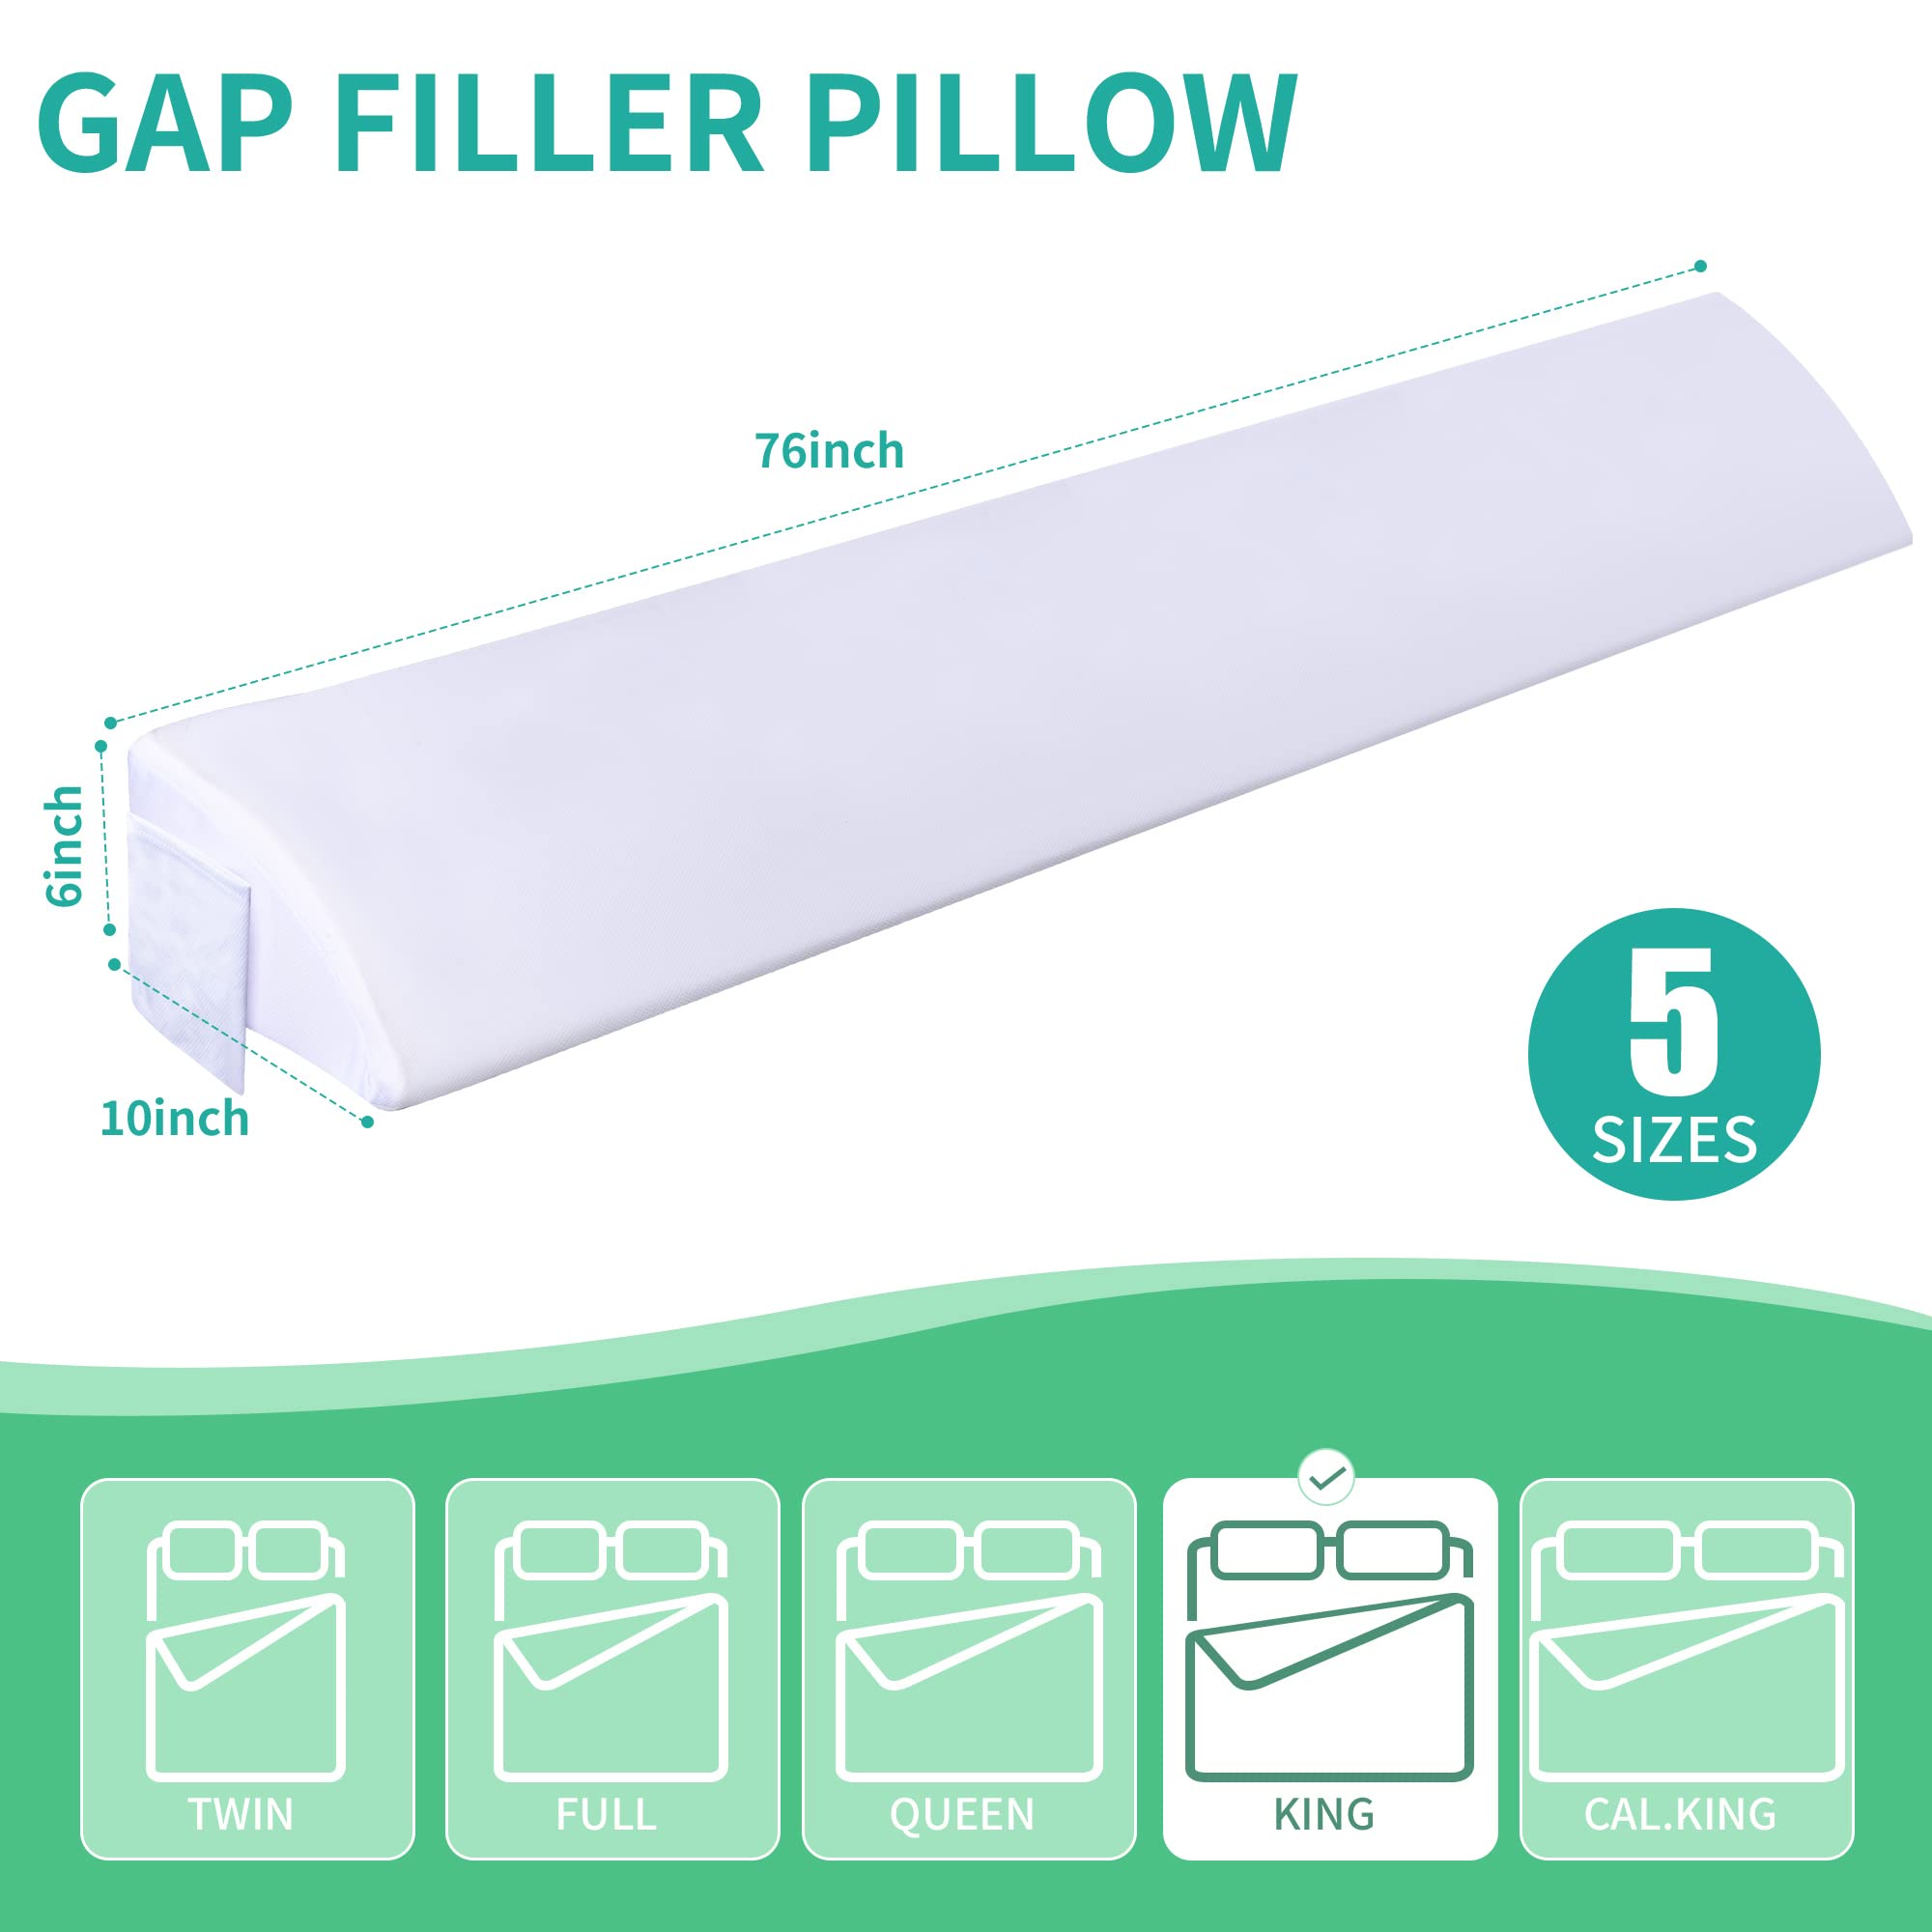 GAP FILLER PILLOW
76inch
6inch
10inch
5
SIZES
TWIN
FULL
QUEEN
KING
CAL.KING